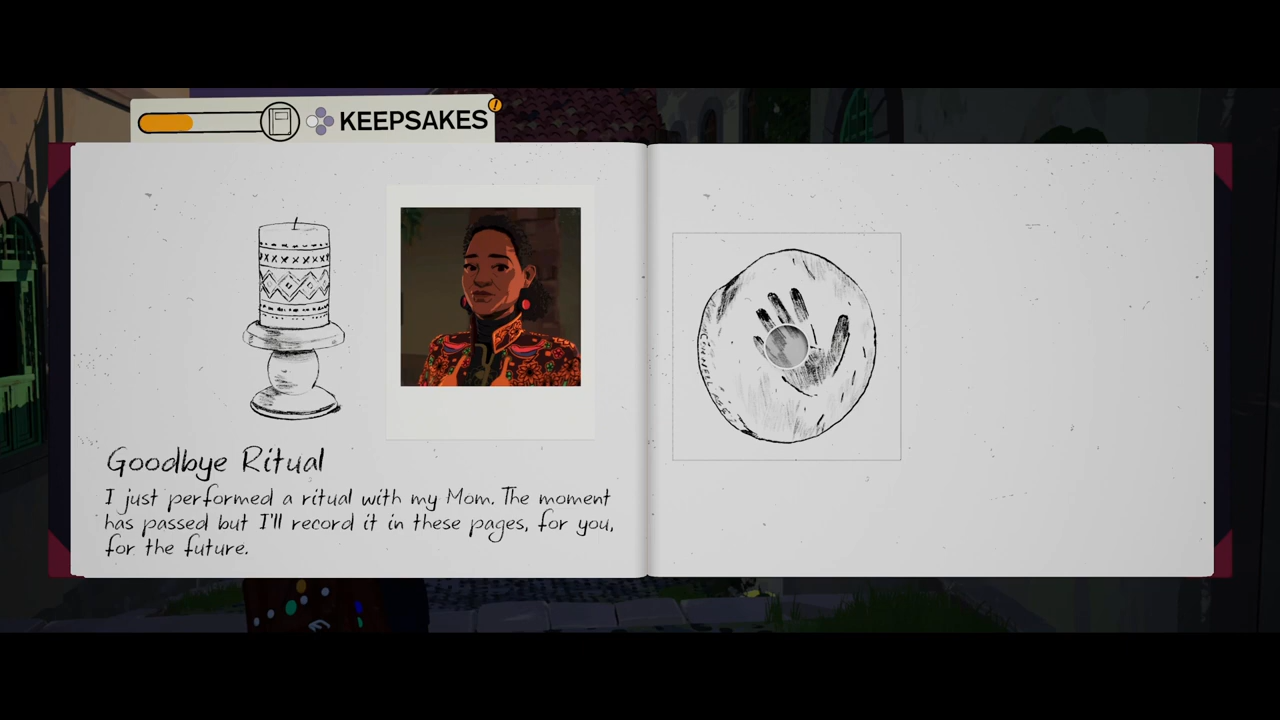 KEEPSAKES
Goodbye Ritual
I just performed a ritual with my Mom. The moment
has passed but I'll record it in these pages, for you,
for the future.